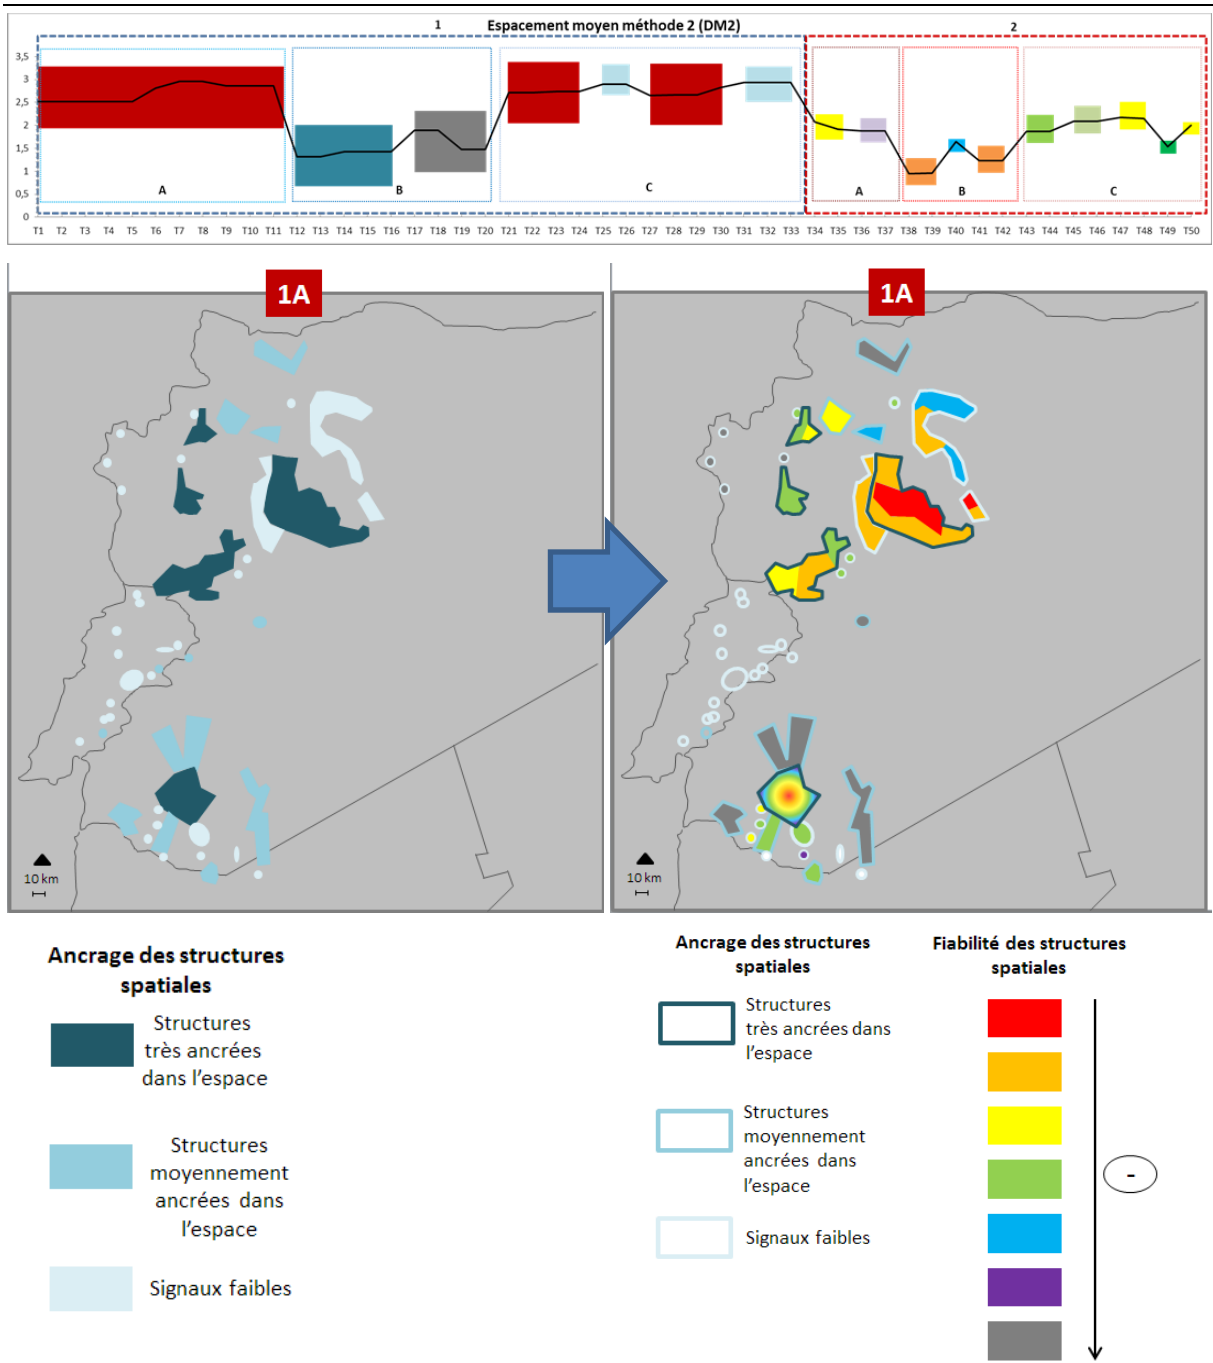 Espacement moyen méthode 2 (DM2)
1
2
3,5
3
2,5
2
1,5
1
0,5
0
A
B
C
A
B
C
T1 T2 T3 T4 T5 T6 T7 T8 T9 T10 T11 T12 T13 T14 T15 T16 T17 T18 T19 T20 T21 T22 T23 T24 T25 T26 T27 T28 T29 T30 T31 T32 T33 T34 T35 T36 T37 T38 T39 T40 T41 T42 T43 T44 T45 T46 T47 T48 T49 T50
1A
1A
10 km
10 km
Ancrage des structures
spatiales
Structures
très ancrées
dans l'espace
Structures
moyennement
ancrées dans
l'espace
Signaux faibles
Ancrage des structures
spatiales
Structures
très ancrées dans
l'espace
Structures
moyennement
ancrées dans
l'espace
Signaux faibles
Fiabilité des structures
spatiales
-